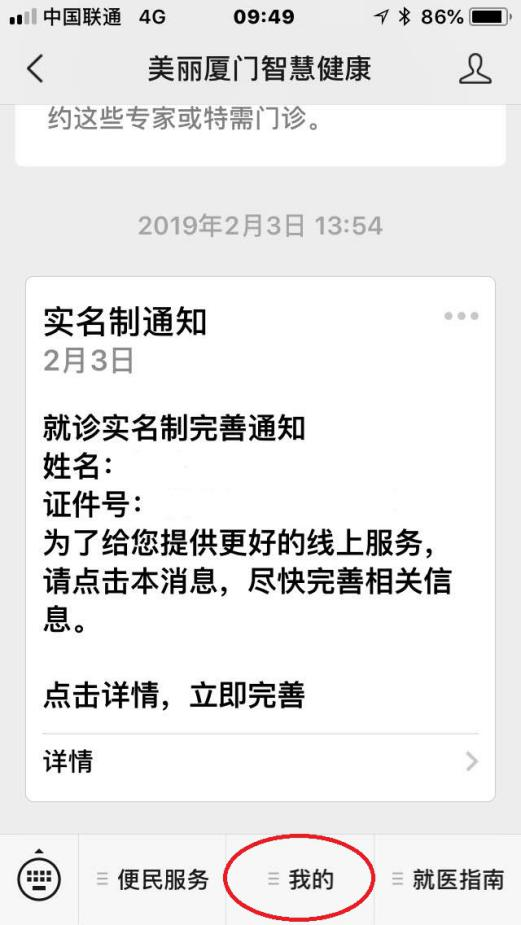 中国联通 4G 09:49 86%
美丽厦门智慧健康
约这些专家或特需门诊。
2019年2月3日 13:54
实名制通知
2月3日
就诊实名制完善通知
姓名：
证件号：
为了给您提供更好的线上服务，
请点击本消息，尽快完善相关信
息。
点击详情，立即完善
详情
便民服务 我的 就医指南